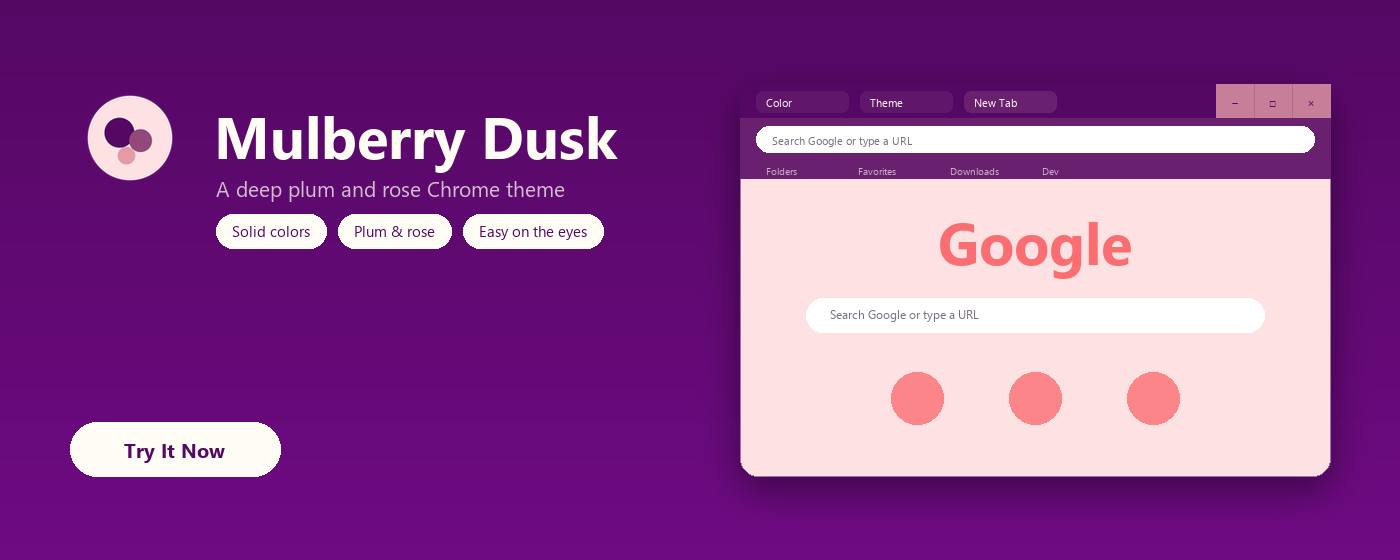 Mulberry Dusk
A deep plum and rose Chrome theme
Solid colors Plum & rose Easy on the eyes
Try It Now
Color Theme New Tab
Search Google or type a URL
Folders Favorites Downloads Dev
Google
Search Google or type a URL